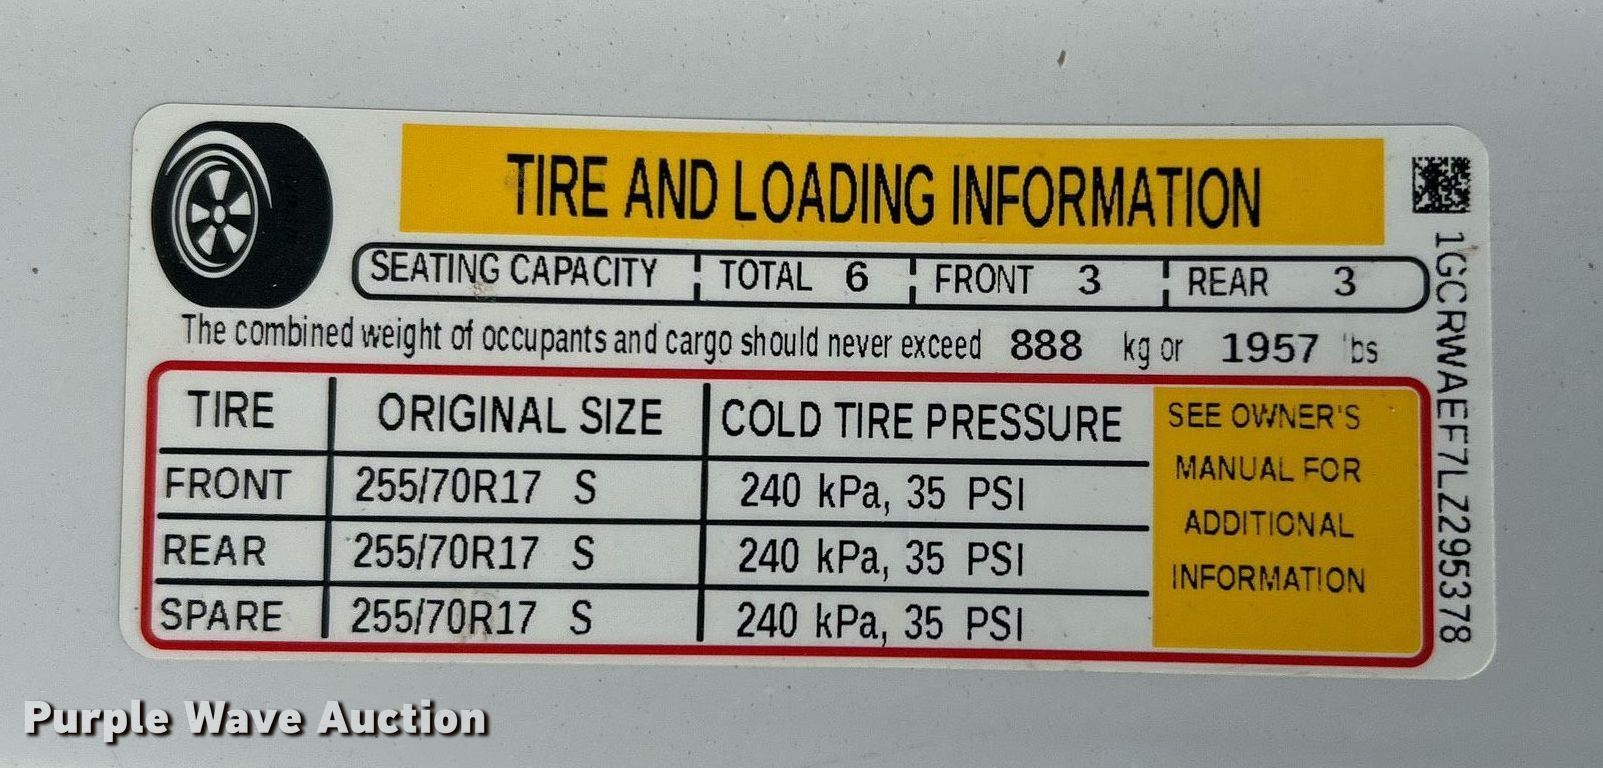 TIRE AND LOADING INFORMATION
SEATING CAPACITY TOTAL 6 FRONT 3 REAR 3
The combined weight of occupants and cargo should never exceed 888 kg or 1957 lbs
TIRE ORIGINAL SIZE COLD TIRE PRESSURE
FRONT 255/70R17 S 240 kPa, 35 PSI
REAR 255/70R17 S 240 kPa, 35 PSI
SPARE 255/70R17 S 240 kPa, 35 PSI
SEE OWNER'S
MANUAL FOR
ADDITIONAL
INFORMATION
1GCRWAEF7LZ295378
Purple Wave Auction